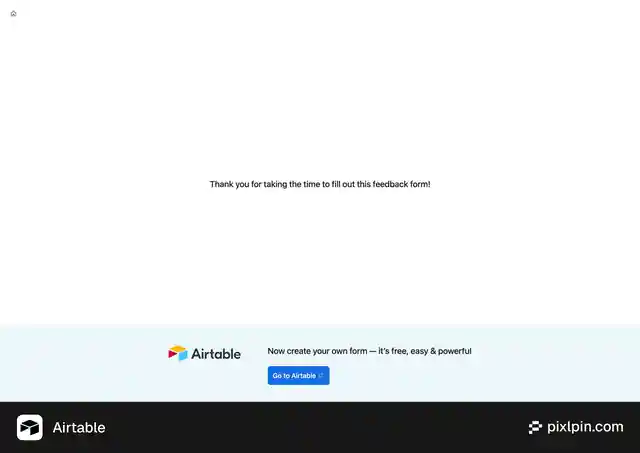 Thank you for taking the time to fill out this feedback form!
Airtable
Now create your own form — it's free, easy & powerful
Go to Airtable
Airtable
pixlpin.com